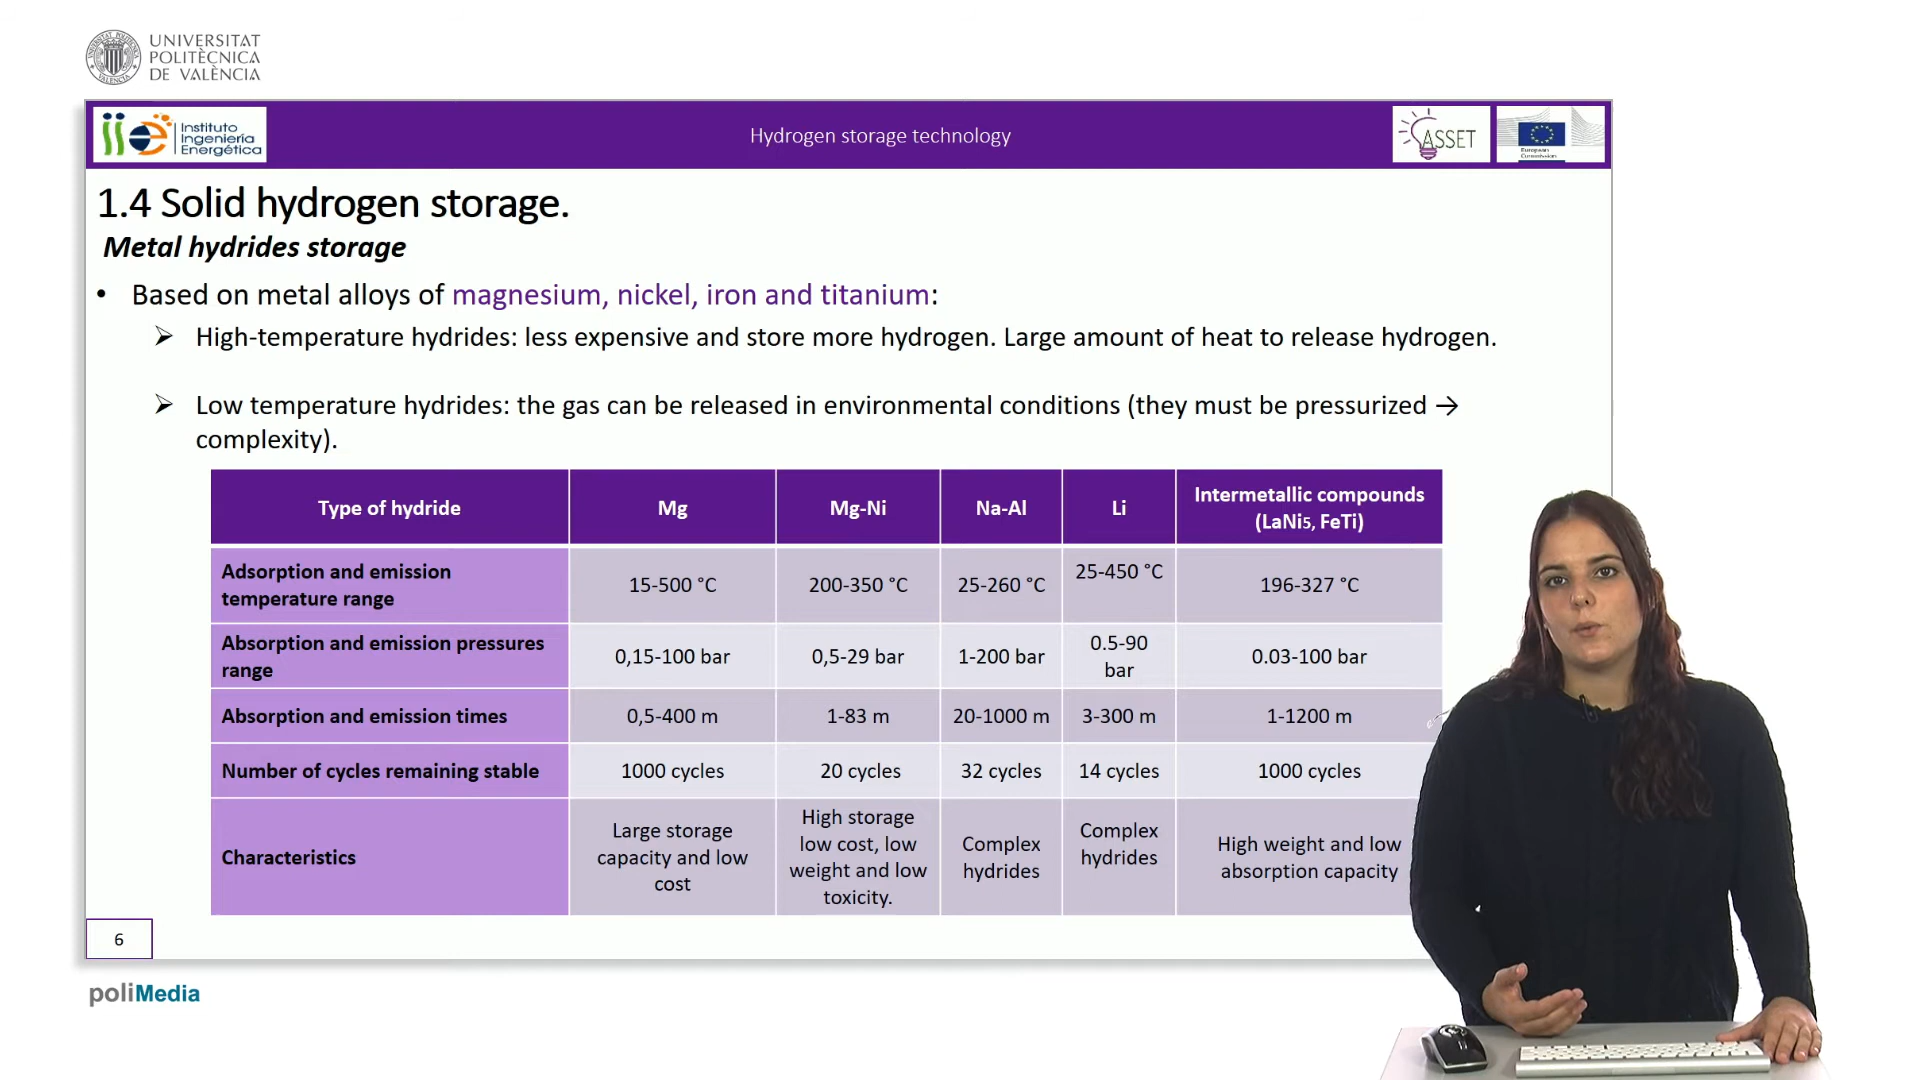 UNIVERSITAT
POLITÈCNICA
DE VALÈNCIA
iie Instituto
Ingeniería
Energética
Hydrogen storage technology
ASSET
European
Commission
1.4 Solid hydrogen storage.
Metal hydrides storage
• Based on metal alloys of magnesium, nickel, iron and titanium:
➢ High-temperature hydrides: less expensive and store more hydrogen. Large amount of heat to release hydrogen.
➢ Low temperature hydrides: the gas can be released in environmental conditions (they must be pressurized →
complexity).
Type of hydride Mg Mg-Ni Na-Al Li Intermetallic compounds
(LaNi5, FeTi)
Adsorption and emission
temperature range 15-500 °C 200-350 °C 25-260 °C 25-450 °C 196-327 °C
Absorption and emission pressures
range 0,15-100 bar 0,5-29 bar 1-200 bar 0.5-90
bar 0.03-100 bar
Absorption and emission times 0,5-400 m 1-83 m 20-1000 m 3-300 m 1-1200 m
Number of cycles remaining stable 1000 cycles 20 cycles 32 cycles 14 cycles 1000 cycles
Characteristics
Large storage
capacity and low
cost
High storage
low cost, low
weight and low
toxicity.
Complex
hydrides
Complex
hydrides
High weight and low
absorption capacity
6
poliMedia